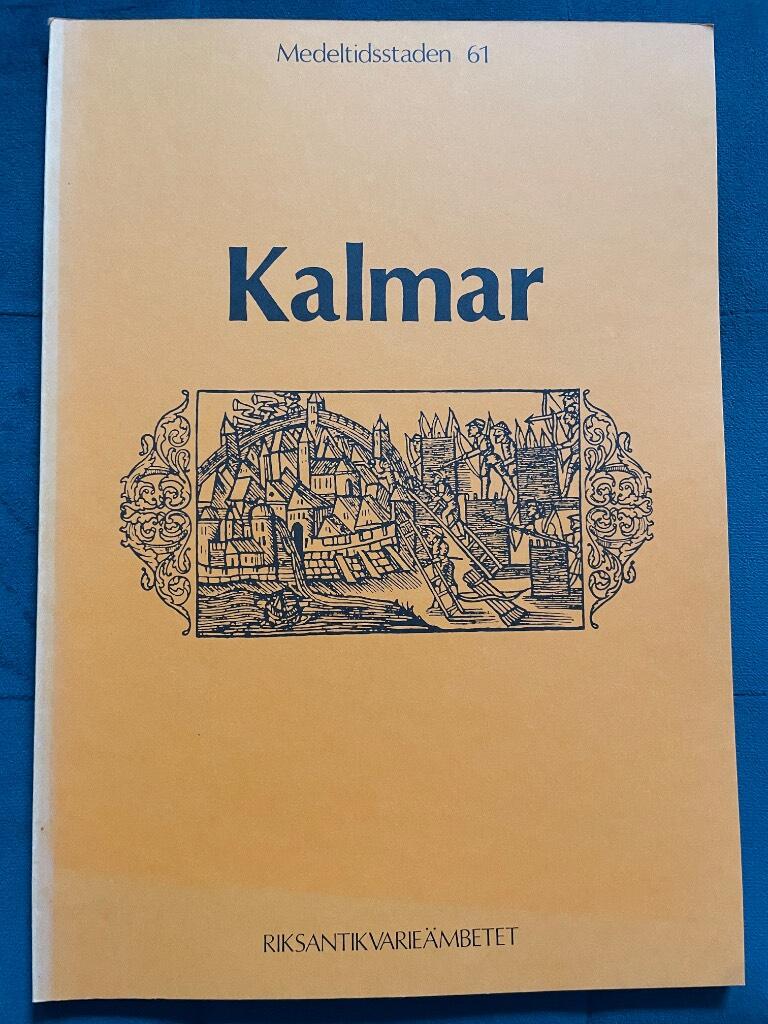 Medeltidsstaden 61
Kalmar
RIKSANTIKVARIEÄMBETET